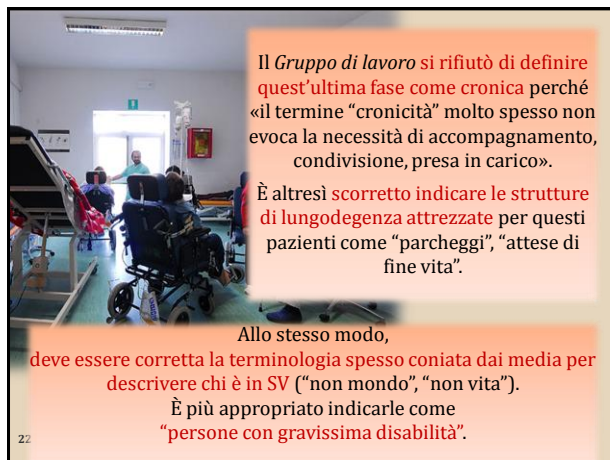 Il Gruppo di lavoro si rifiutò di definire
quest'ultima fase come cronica perché
«il termine "cronicità" molto spesso non
evoca la necessità di accompagnamento,
condivisione, presa in carico».
È altresì scorretto indicare le strutture
di lungodegenza attrezzate per questi
pazienti come "parcheggi", "attese di
fine vita".
Allo stesso modo,
deve essere corretta la terminologia spesso coniata dai media per
descrivere chi è in SV ("non mondo", "non vita").
È più appropriato indicarle come
"persone con gravissima disabilità".
22